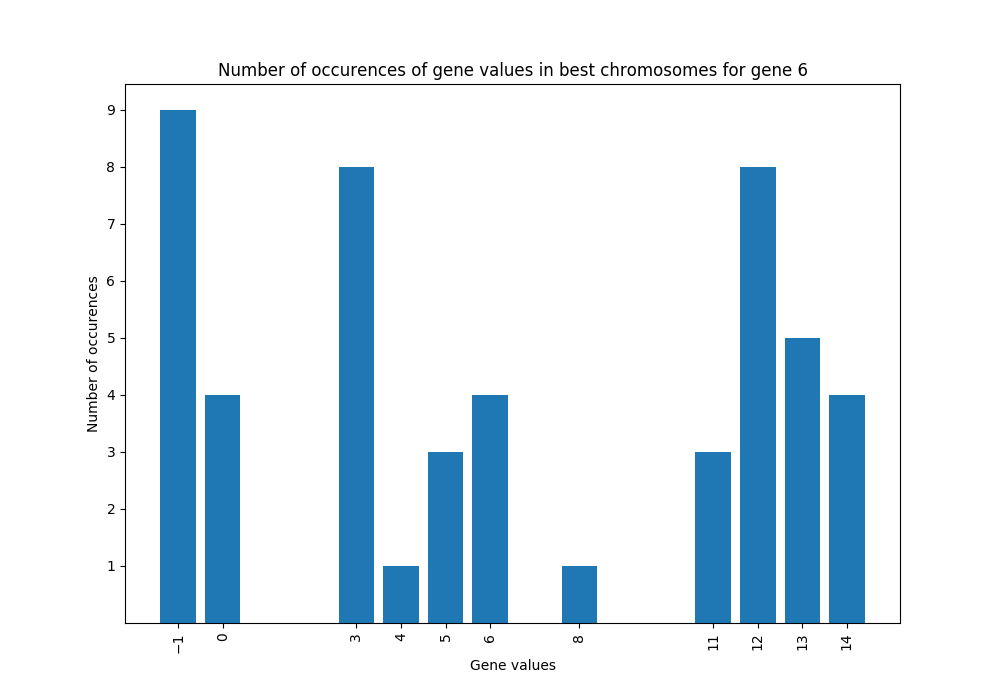 Number of occurences of gene values in best chromosomes for gene 6
9
8
7
6
5
4
3
2
1
Number of occurences
−1 0 3 4 5 6 8 11 12 13 14
Gene values